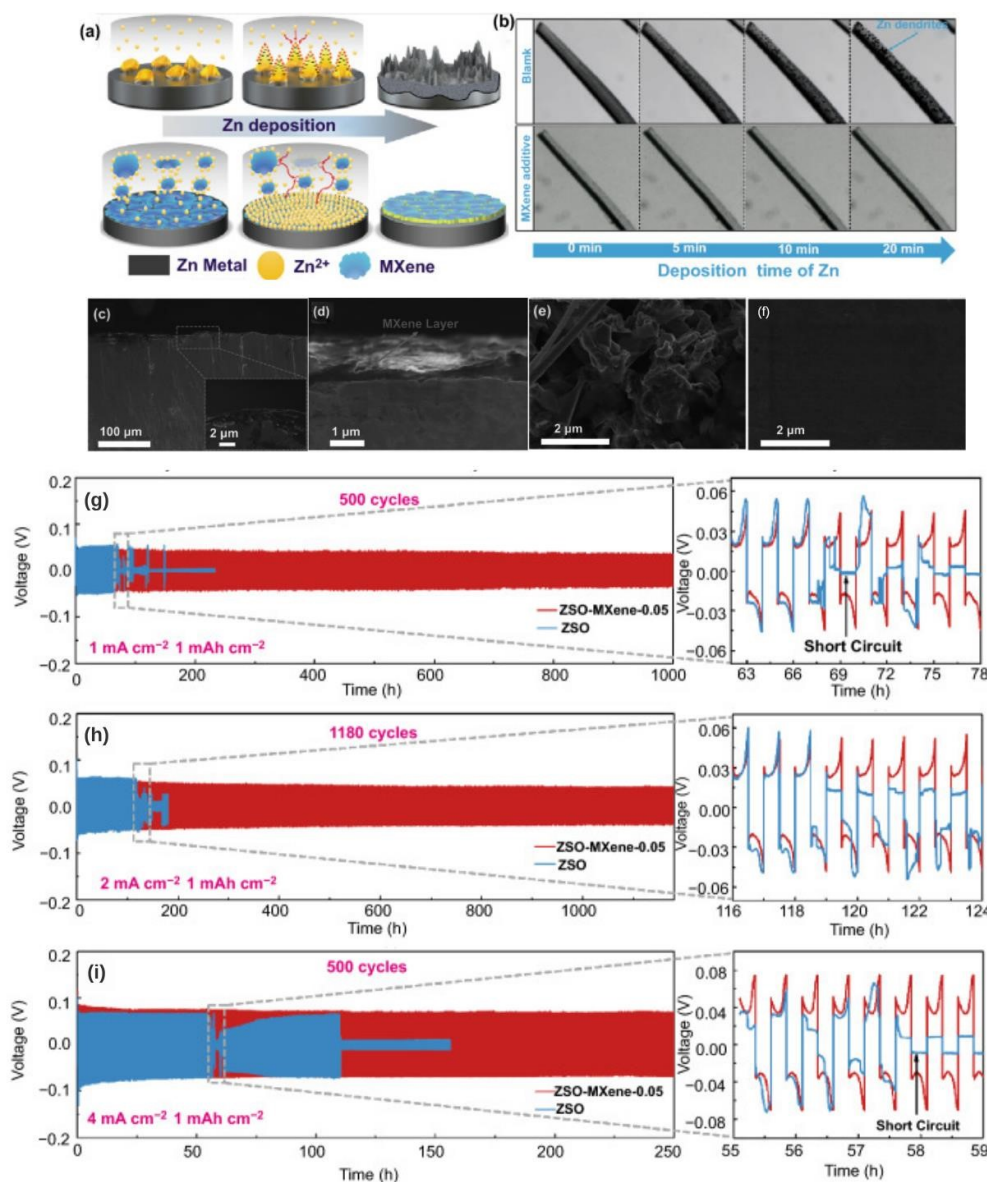 (a)
Zn deposition
Zn Metal
Zn²⁺
MXene
(b)
Blamk
MXene additive
Zn dendrites
0 min
5 min
10 min
20 min
Deposition time of Zn
(c)
100 µm
2 µm
(d)
MXene Layer
1 µm
(e)
2 µm
(f)
2 µm
(g)
500 cycles
Voltage (V)
0.2
0.1
0.0
−0.1
−0.2
1 mA cm⁻² 1 mAh cm⁻²
ZSO-MXene-0.05
ZSO
0 200 400 600 800 1000
Time (h)
Voltage (V)
0.06
0.03
0.00
−0.03
−0.06
Short Circuit
63 66 69 72 75 78
Time (h)
(h)
1180 cycles
Voltage (V)
0.2
0.1
0.0
−0.1
−0.2
2 mA cm⁻² 1 mAh cm⁻²
ZSO-MXene-0.05
ZSO
0 200 400 600 800 1000
Time (h)
Voltage (V)
0.06
0.03
0.00
−0.03
−0.06
116 118 120 122 124
Time (h)
(i)
500 cycles
Voltage (V)
0.2
0.1
0.0
−0.1
−0.2
4 mA cm⁻² 1 mAh cm⁻²
ZSO-MXene-0.05
ZSO
0 50 100 150 200 250
Time (h)
Voltage (V)
0.08
0.04
0.00
−0.04
−0.08
Short Circuit
55 56 57 58 59
Time (h)